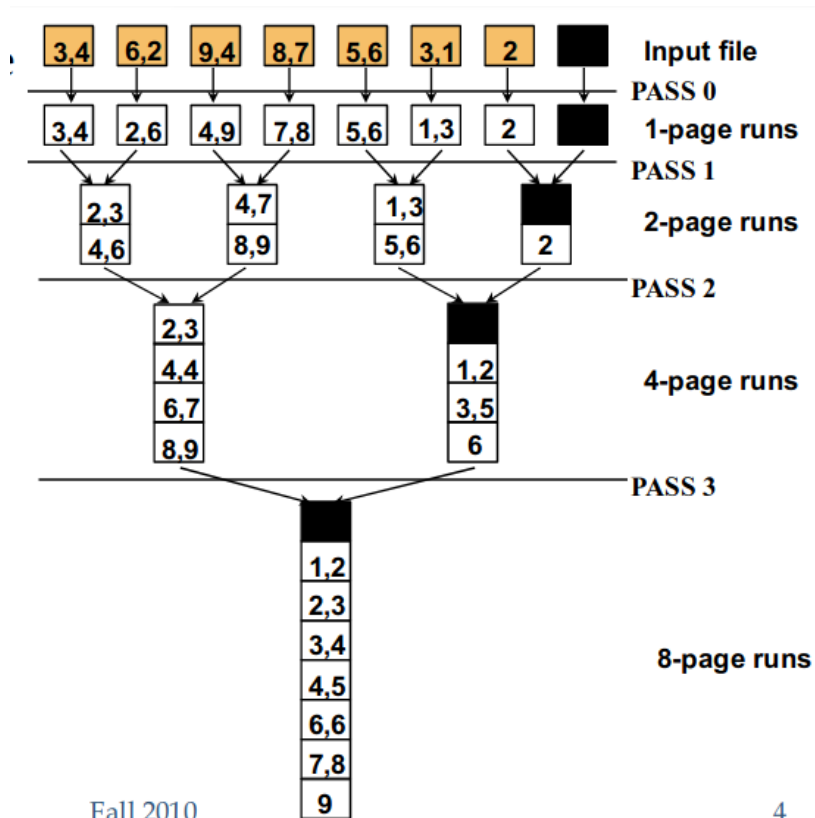 3,4 6,2 9,4 8,7 5,6 3,1 2 Input file
PASS 0
3,4 2,6 4,9 7,8 5,6 1,3 2 1-page runs
PASS 1
2,3 4,7 1,3
4,6 8,9 5,6 2
2-page runs
PASS 2
2,3
4,4 1,2
6,7 3,5
8,9 6
4-page runs
PASS 3
1,2
2,3
3,4
4,5
6,6
7,8
9
8-page runs
Fall 2010 4